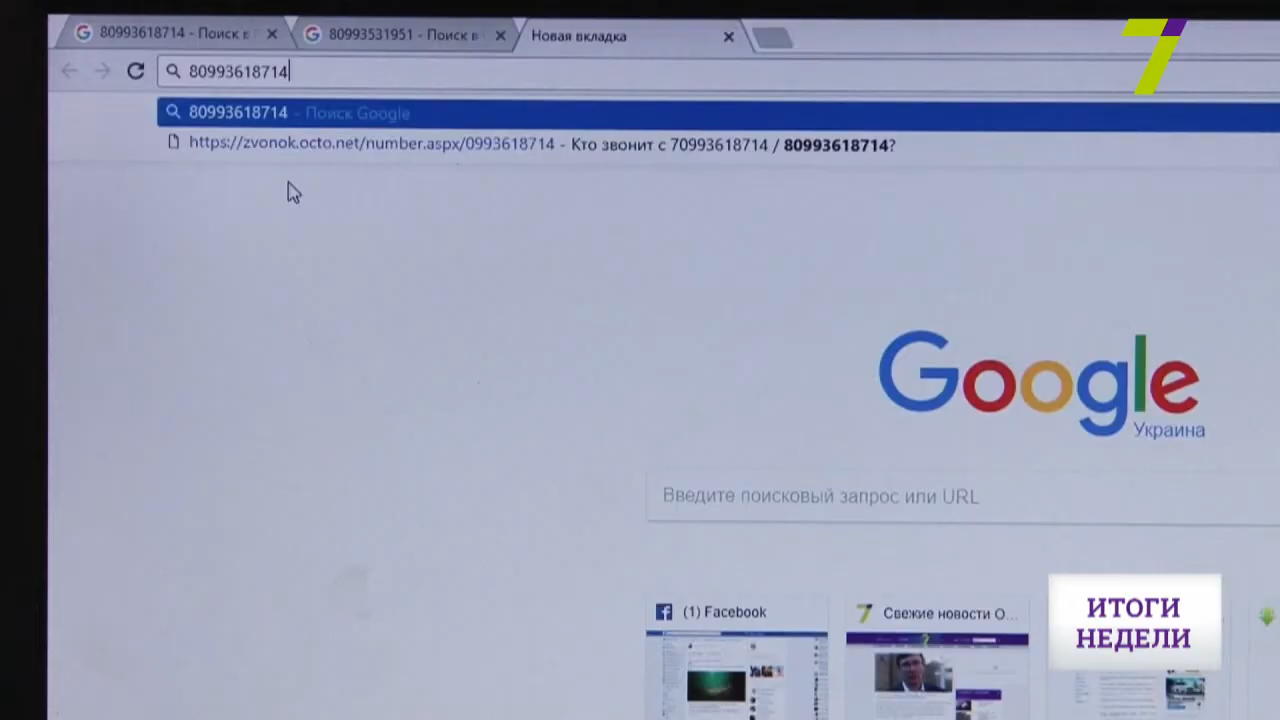 80993618714 - Поиск в
80993531951 - Поиск в
Новая вкладка
7
80993618714
80993618714 - Поиск Google
https://zvonok.octo.net/number.aspx/0993618714 - Кто звонит с 70993618714 / 80993618714?
Google
Украина
Введите поисковый запрос или URL
(1) Facebook
Свежие новости О...
ИТОГИ
НЕДЕЛИ